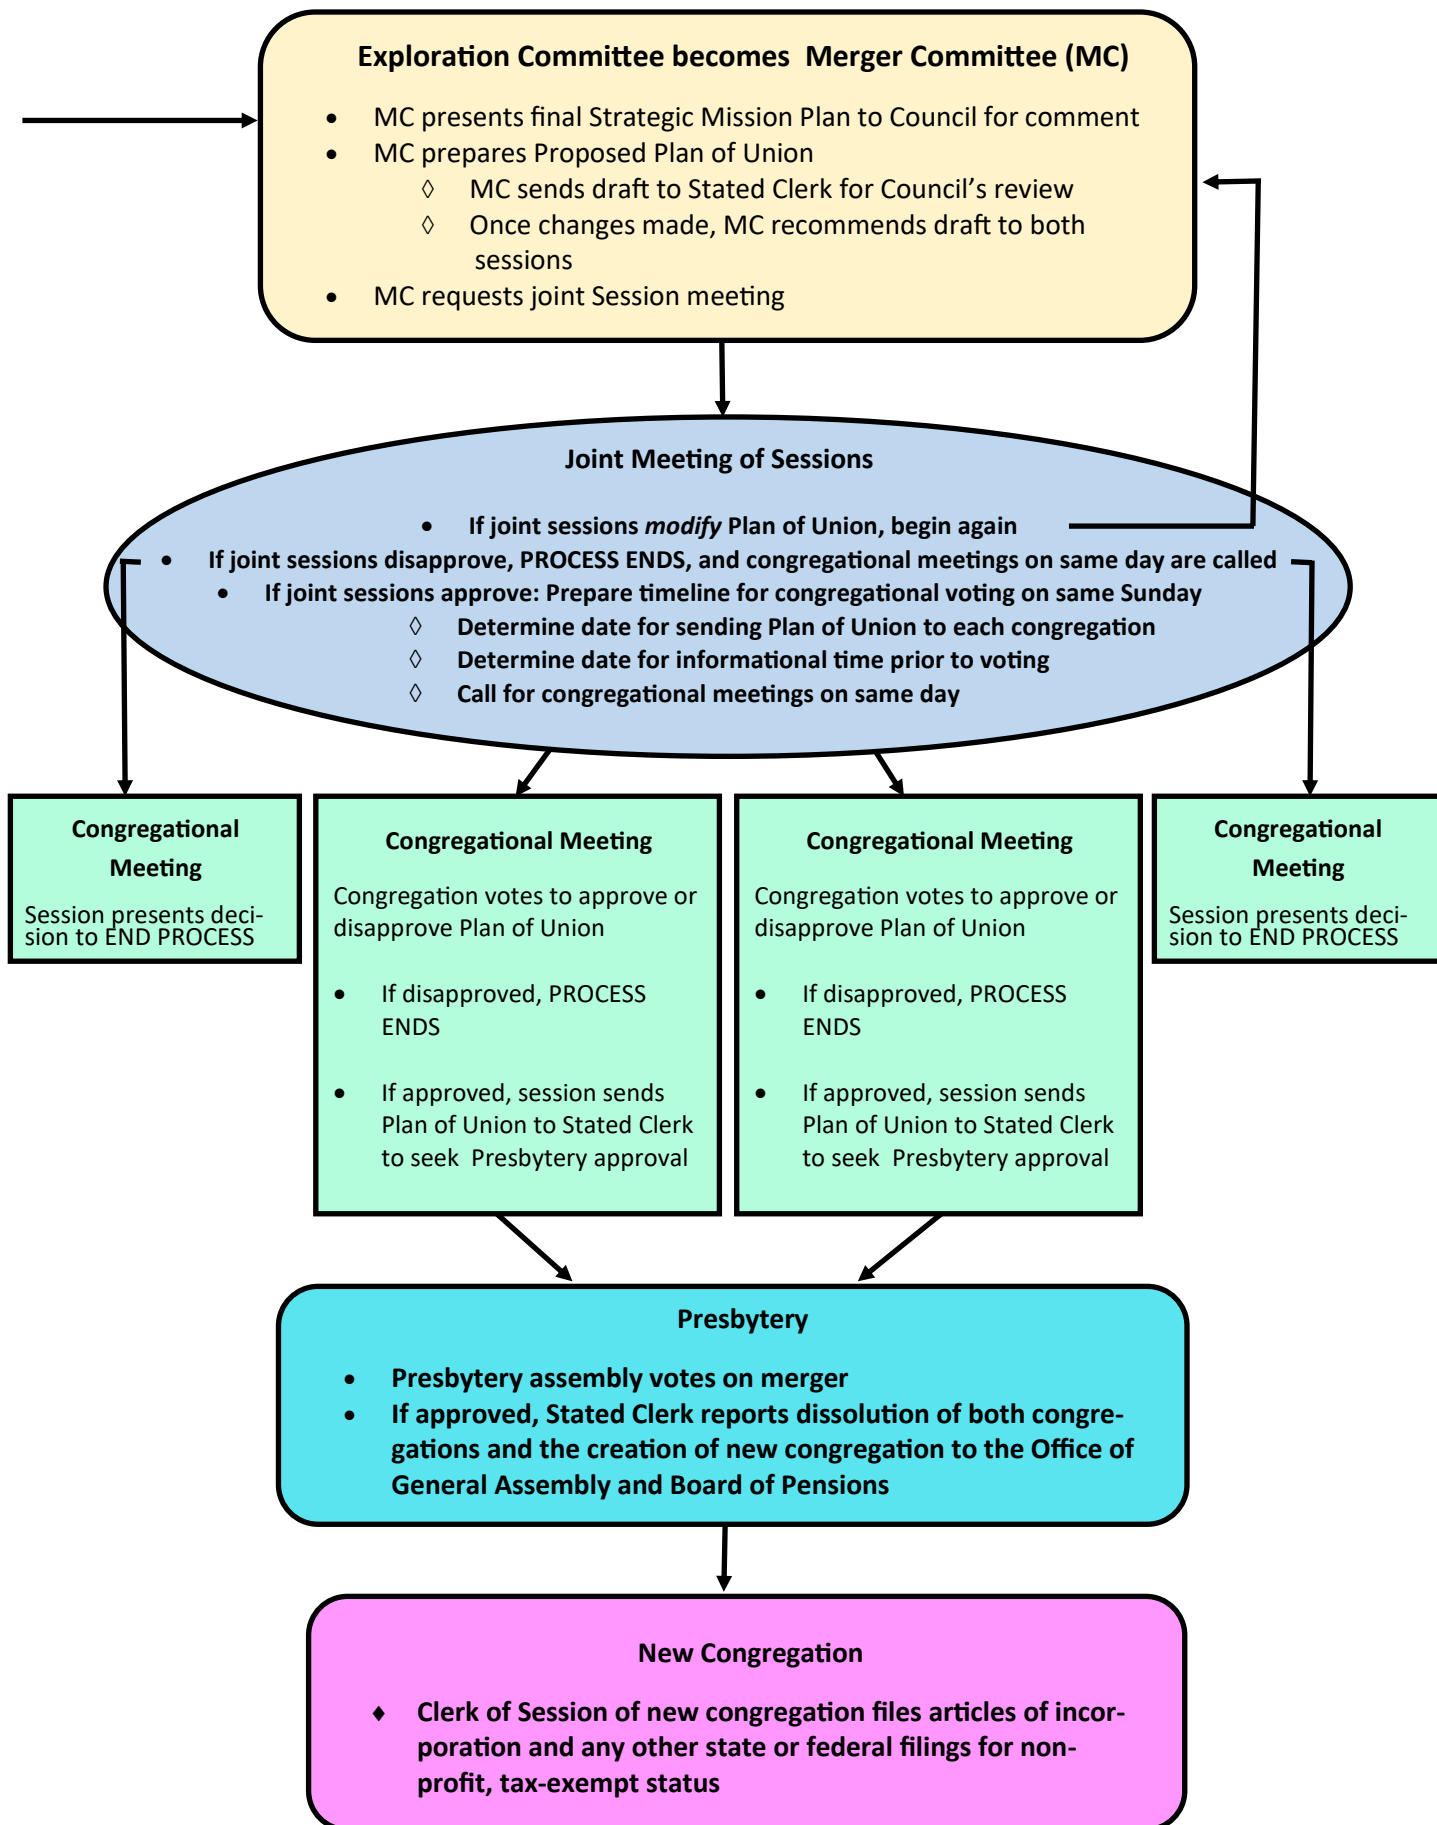 Exploration Committee becomes  Merger Committee (MC)
• MC presents final Strategic Mission Plan to Council for comment
• MC prepares Proposed Plan of Union
◊ MC sends draft to Stated Clerk for Council’s review
◊ Once changes made, MC recommends draft to both
sessions
• MC requests joint Session meeting
Joint Meeting of Sessions
• If joint sessions modify Plan of Union, begin again
• If joint sessions disapprove, PROCESS ENDS, and congregational meetings on same day are called
• If joint sessions approve: Prepare timeline for congregational voting on same Sunday
◊ Determine date for sending Plan of Union to each congregation
◊ Determine date for informational time prior to voting
◊ Call for congregational meetings on same day
Congregational
Meeting
Session presents deci-
sion to END PROCESS
Congregational Meeting
Congregation votes to approve or
disapprove Plan of Union
• If disapproved, PROCESS
ENDS
• If approved, session sends
Plan of Union to Stated Clerk
to seek  Presbytery approval
Congregational Meeting
Congregation votes to approve or
disapprove Plan of Union
• If disapproved, PROCESS
ENDS
• If approved, session sends
Plan of Union to Stated Clerk
to seek  Presbytery approval
Congregational
Meeting
Session presents deci-
sion to END PROCESS
Presbytery
• Presbytery assembly votes on merger
• If approved, Stated Clerk reports dissolution of both congre-
gations and the creation of new congregation to the Office of
General Assembly and Board of Pensions
New Congregation
♦ Clerk of Session of new congregation files articles of incor-
poration and any other state or federal filings for non-
profit, tax-exempt status